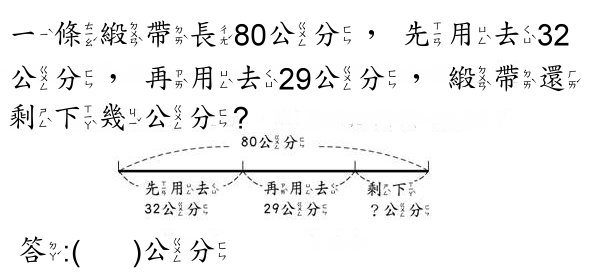 一條緞帶長80公分，先用去32
公分，再用去29公分，緞帶還
剩下幾公分?
80公分
先用去 再用去 剩下
32公分 29公分 ?公分
答:( )公分